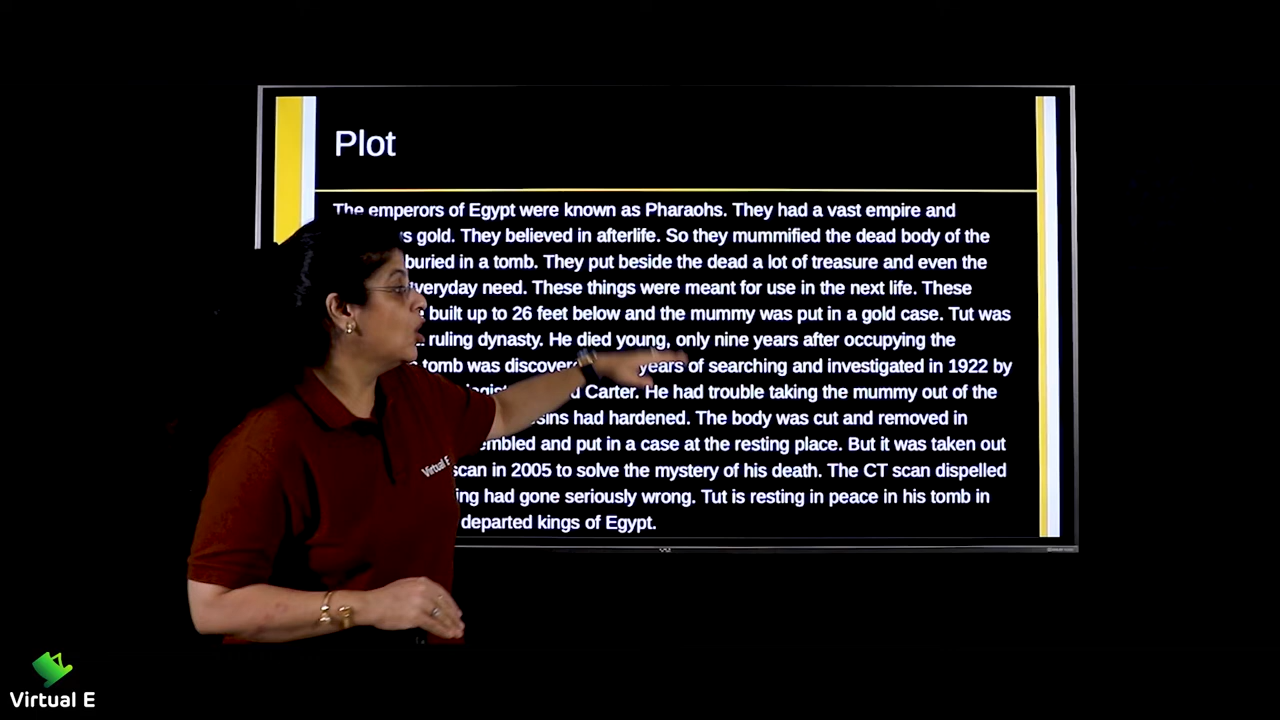 Plot
The emperors of Egypt were known as Pharaohs. They had a vast empire and
gold. They believed in afterlife. So they mummified the dead body of the
buried in a tomb. They put beside the dead a lot of treasure and even the
everyday need. These things were meant for use in the next life. These
built up to 26 feet below and the mummy was put in a gold case. Tut was
ruling dynasty. He died young, only nine years after occupying the
tomb was years of searching and investigated in 1922 by
Carter. He had trouble taking the mummy out of the
had hardened. The body was cut and removed in
and put in a case at the resting place. But it was taken out
scan in 2005 to solve the mystery of his death. The CT scan dispelled
had gone seriously wrong. Tut is resting in peace in his tomb in
departed kings of Egypt.
Virtual E
Virtual E